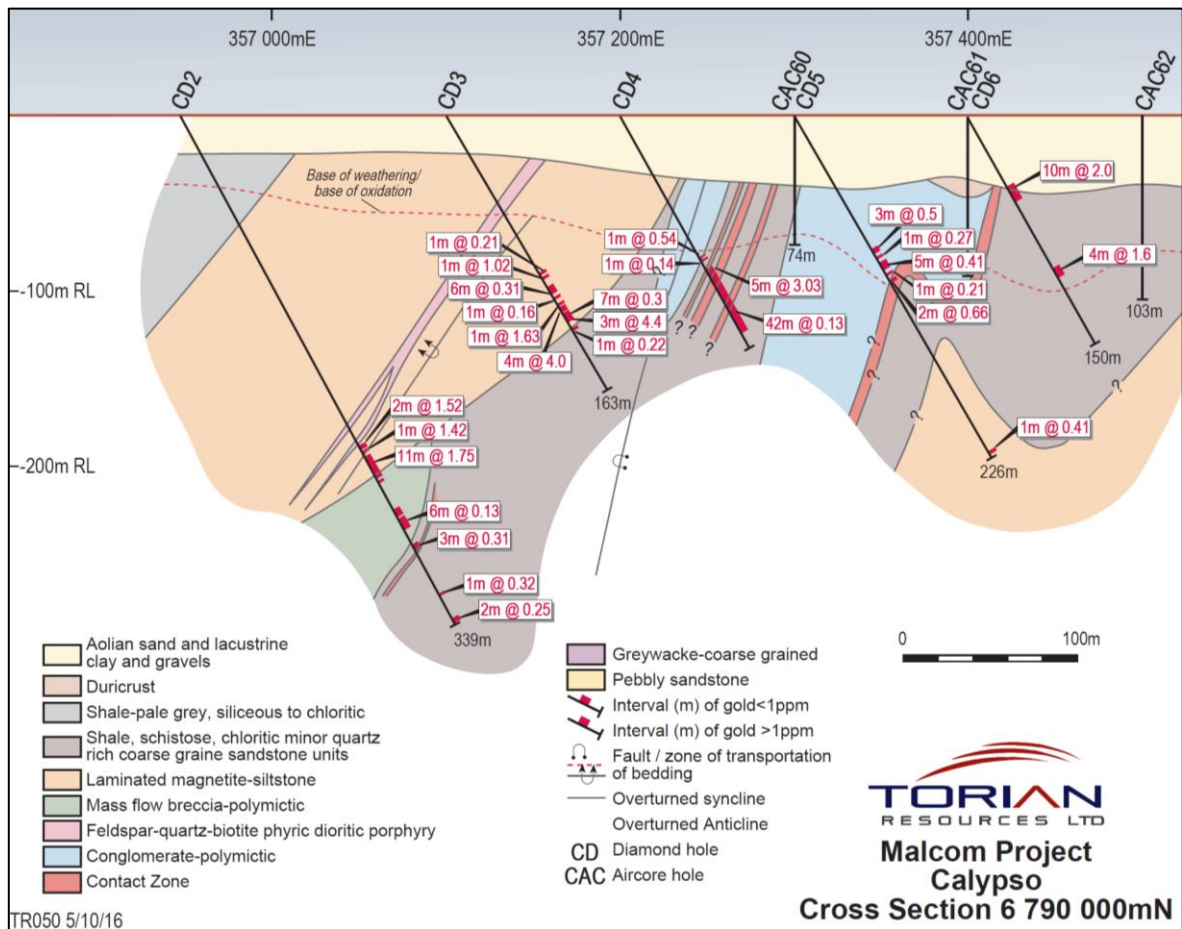 357 000mE
357 200mE
357 400mE
CD2
CD3
CD4
CAC60
CD5
CAC61
CD6
CAC62
Base of weathering/
base of oxidation
-100m RL
-200m RL
1m @ 0.21
1m @ 1.02
6m @ 0.31
1m @ 0.16
1m @ 1.63
4m @ 4.0
7m @ 0.3
3m @ 4.4
1m @ 0.22
163m
2m @ 1.52
1m @ 1.42
11m @ 1.75
6m @ 0.13
3m @ 0.31
1m @ 0.32
2m @ 0.25
339m
1m @ 0.54
1m @ 0.14
5m @ 3.03
42m @ 0.13
? ? ? ?
74m
3m @ 0.5
1m @ 0.27
5m @ 0.41
1m @ 0.21
2m @ 0.66
? ? ? ?
1m @ 0.41
226m
10m @ 2.0
4m @ 1.6
150m
103m
Aolian sand and lacustrine
clay and gravels
Duricrust
Shale-pale grey, siliceous to chloritic
Shale, schistose, chloritic minor quartz
rich coarse graine sandstone units
Laminated magnetite-siltstone
Mass flow breccia-polymictic
Feldspar-quartz-biotite phyric dioritic porphyry
Conglomerate-polymictic
Contact Zone
Greywacke-coarse grained
Pebbly sandstone
Interval (m) of gold<1ppm
Interval (m) of gold >1ppm
Fault / zone of transportation
of bedding
Overturned syncline
Overturned Anticline
CD Diamond hole
CAC Aircore hole
0 100m
TORIAN
RESOURCES LTD
Malcom Project
Calypso
Cross Section 6 790 000mN
TR050 5/10/16